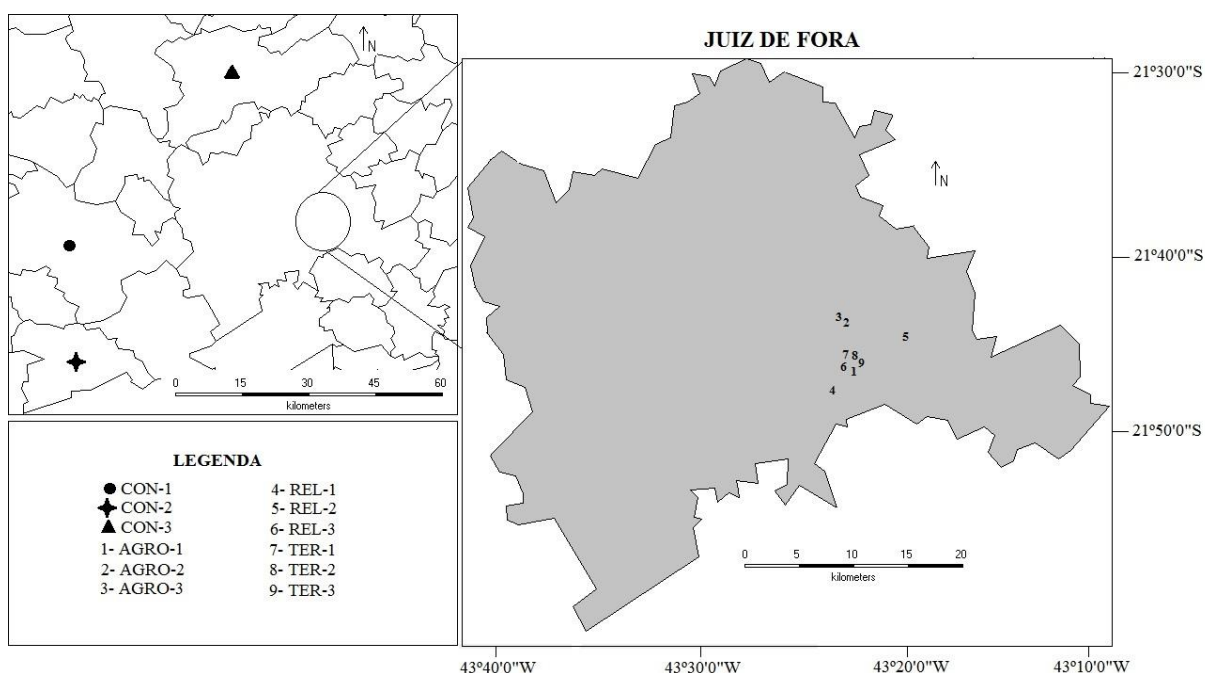 N
0 15 30 45 60
kilometers
LEGENDA
CON-1
CON-2
CON-3
1- AGRO-1
2- AGRO-2
3- AGRO-3
4- REL-1
5- REL-2
6- REL-3
7- TER-1
8- TER-2
9- TER-3
JUIZ DE FORA
21°30'0"S
N
21°40'0"S
3
2
5
7 8
9
6
1
4
21°50'0"S
0 5 10 15 20
kilometers
43°40'0"W 43°30'0"W 43°20'0"W 43°10'0"W